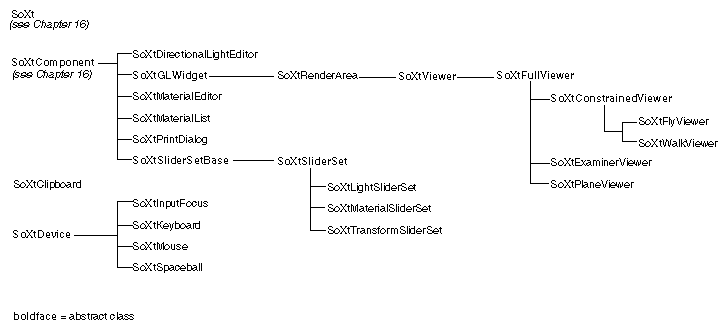 SoXt
(see Chapter 16)
SoXtComponent
(see Chapter 16)
SoXtDirectionalLightEditor
SoXtGLWidget
SoXtRenderArea
SoXtViewer
SoXtFullViewer
SoXtConstrainedViewer
SoXtFlyViewer
SoXtWalkViewer
SoXtExaminerViewer
SoXtPlaneViewer
SoXtMaterialEditor
SoXtMaterialList
SoXtPrintDialog
SoXtSliderSetBase
SoXtSliderSet
SoXtLightSliderSet
SoXtMaterialSliderSet
SoXtTransformSliderSet
SoXtClipboard
SoXtDevice
SoXtInputFocus
SoXtKeyboard
SoXtMouse
SoXtSpaceball
boldface = abstract class